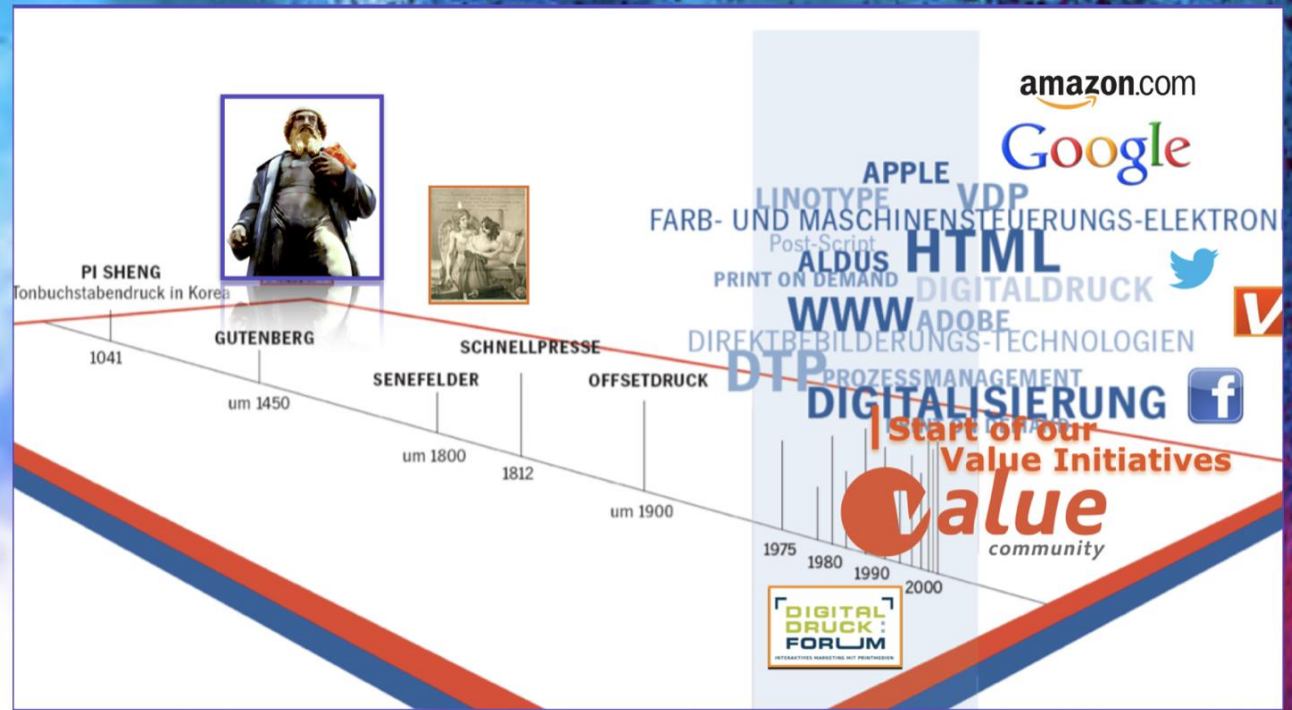 amazon.com
Google
APPLE
LINOTYPE VDP
FARB- UND MASCHINENSTEUERUNGS-ELEKTRON
Post-Script
ALDUS HTML
PRINT ON DEMAND
DIGITALDRUCK
WWW ADOBE
DIREKTBEBILDERUNGS-TECHNOLOGIEN
DTP PROZESSMANAGEMENT
DIGITALISIERUNG
f
V
PI SHENG
Tonbuchstabendruck in Korea
1041
GUTENBERG
um 1450
SENEFELDER
um 1800
SCHNELLPRESSE
1812
OFFSETDRUCK
um 1900
Start of our
Value Initiatives
value
community
1975
1980
1990
2000
DIGITAL
DRUCK:
FORUM
INTERAKTIVES MARKETING MIT PRINTMEDIEN